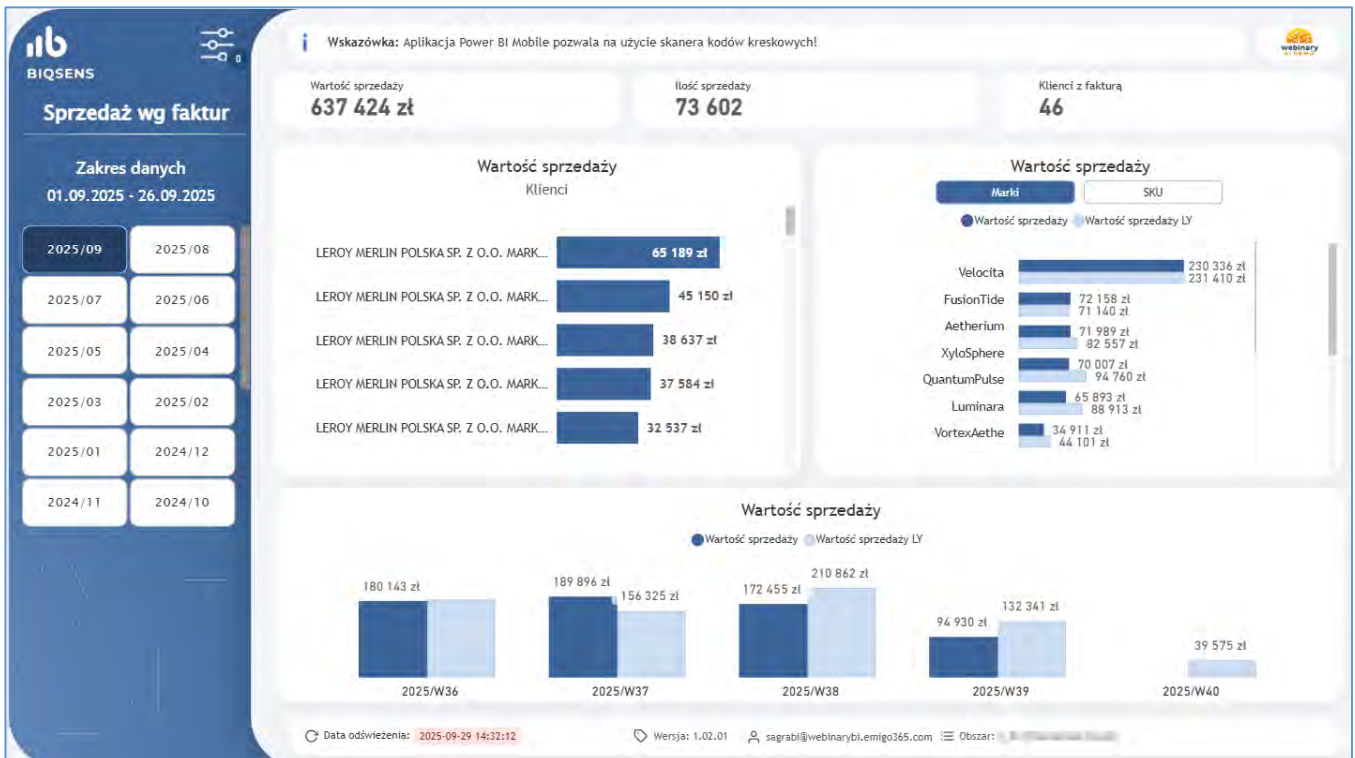 BIQSENS
0
Sprzedaż wg faktur
Zakres danych
01.09.2025 - 26.09.2025
2025/09 2025/08
2025/07 2025/06
2025/05 2025/04
2025/03 2025/02
2025/01 2024/12
2024/11 2024/10
Wskazówka: Aplikacja Power BI Mobile pozwala na użycie skanera kodów kreskowych!
webinary
BI DEMO
Wartość sprzedaży
637 424 zł
Ilość sprzedaży
73 602
Klienci z fakturą
46
Wartość sprzedaży
Klienci
LEROY MERLIN POLSKA SP. Z O.O. MARK... 65 189 zł
LEROY MERLIN POLSKA SP. Z O.O. MARK... 45 150 zł
LEROY MERLIN POLSKA SP. Z O.O. MARK... 38 637 zł
LEROY MERLIN POLSKA SP. Z O.O. MARK... 37 584 zł
LEROY MERLIN POLSKA SP. Z O.O. MARK... 32 537 zł
Wartość sprzedaży
Marki SKU
Wartość sprzedaży Wartość sprzedaży LY
Velocita 230 336 zł
231 410 zł
FusionTide 72 158 zł
71 140 zł
Aetherium 71 989 zł
82 557 zł
XyloSphere
70 007 zł
QuantumPulse 94 760 zł
Luminara 65 893 zł
88 913 zł
VortexAethe 34 911 zł
44 101 zł
Wartość sprzedaży
Wartość sprzedaży Wartość sprzedaży LY
180 143 zł
189 896 zł 156 325 zł
172 455 zł 210 862 zł
94 930 zł 132 341 zł
39 575 zł
2025/W36 2025/W37 2025/W38 2025/W39 2025/W40
Data odświeżenia: 2025-09-29 14:32:12 Wersja: 1.02.01 sagrabi@webinarybi.emigo365.com Obszar: